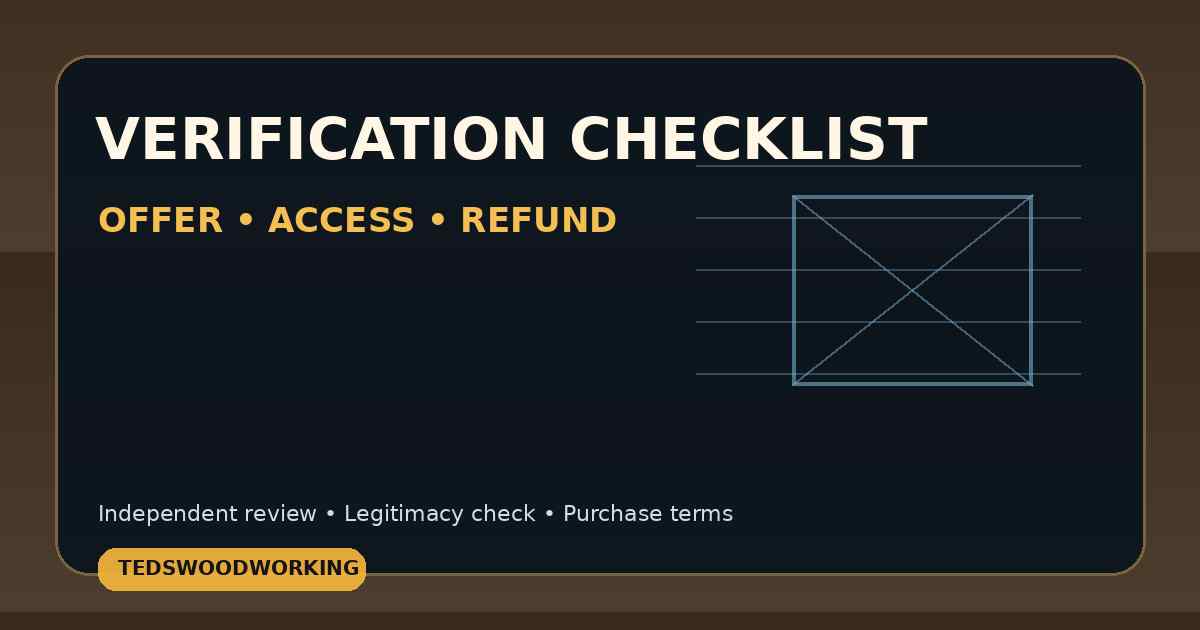 VERIFICATION CHECKLIST
OFFER • ACCESS • REFUND
Independent review • Legitimacy check • Purchase terms
TEDSWOODWORKING